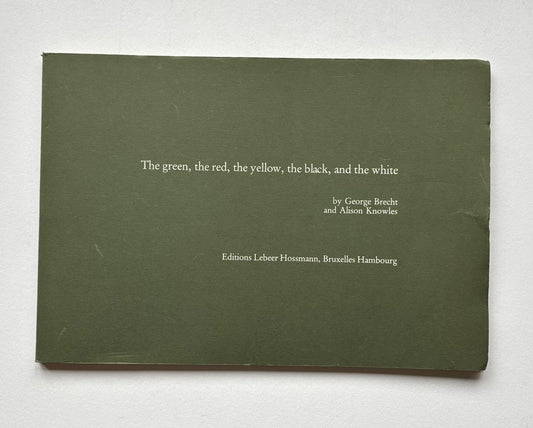 The green, the red, the yellow, the black, and the white
by George Brecht
and Alison Knowles
Editions Lebeer Hossmann, Bruxelles Hambourg